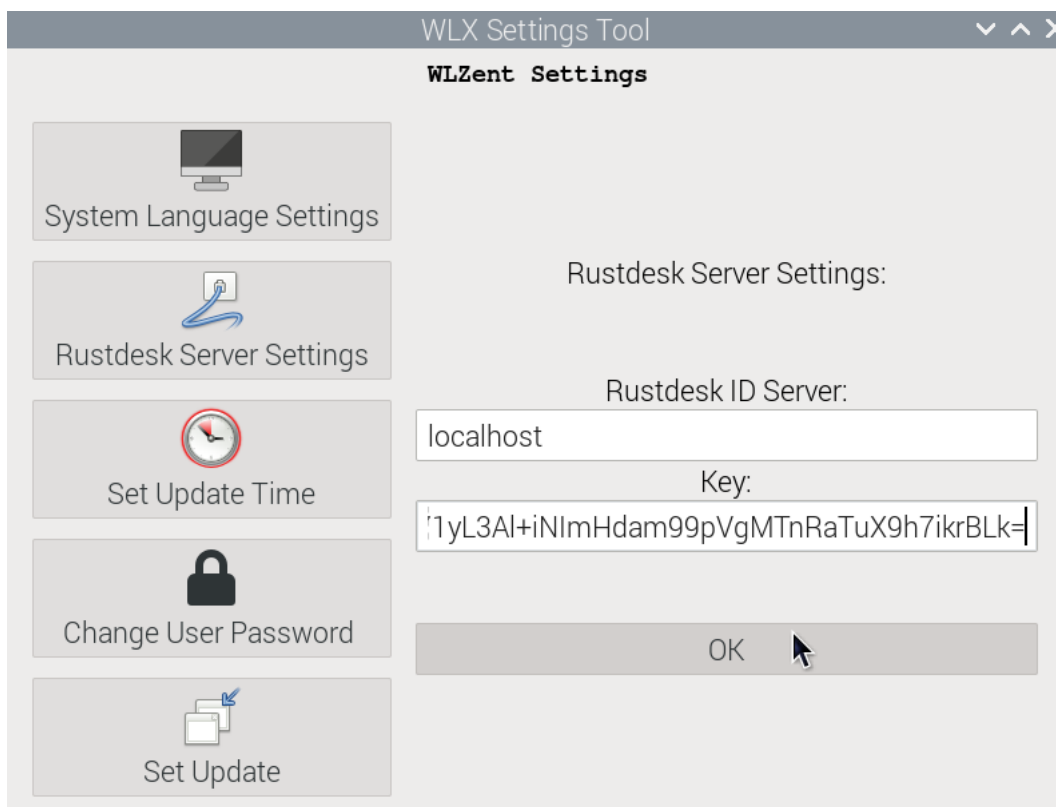 WLX Settings Tool
WLZent Settings
System Language Settings
Rustdesk Server Settings
Set Update Time
Change User Password
Set Update
Rustdesk Server Settings:
Rustdesk ID Server:
localhost
Key:
1yL3Al+iNImHdam99pVgMTnRaTuX9h7ikrBLk=
OK